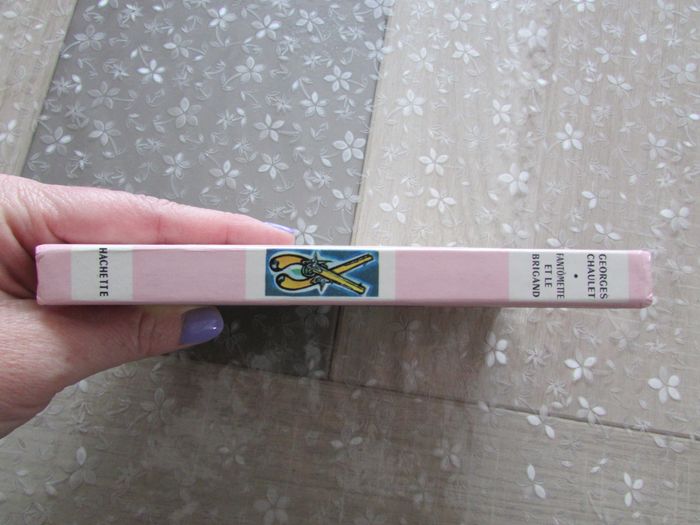 GEORGES
CHAULET
•
FANTÔMETTE
ET LE
BRIGAND
HACHETTE